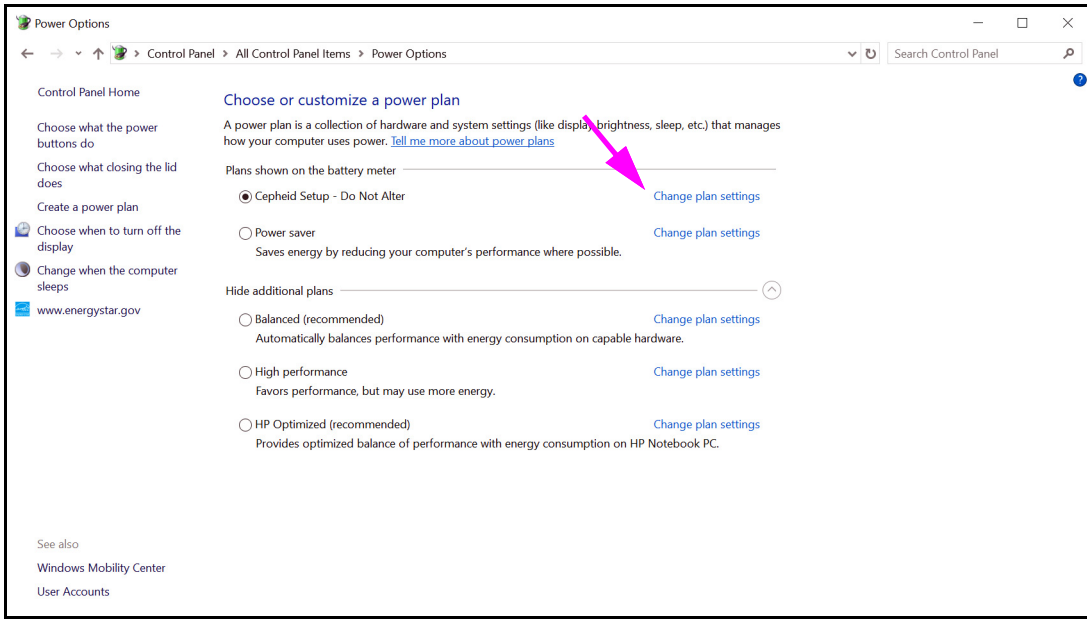 Power Options
Control Panel > All Control Panel Items > Power Options
Search Control Panel
?
Control Panel Home
Choose what the power
buttons do
Choose what closing the lid
does
Create a power plan
Choose when to turn off the
display
Change when the computer
sleeps
www.energystar.gov
Choose or customize a power plan
A power plan is a collection of hardware and system settings (like display brightness, sleep, etc.) that manages
how your computer uses power. Tell me more about power plans
Plans shown on the battery meter
Cepheid Setup - Do Not Alter Change plan settings
Power saver Change plan settings
Saves energy by reducing your computer's performance where possible.
Hide additional plans
Balanced (recommended) Change plan settings
Automatically balances performance with energy consumption on capable hardware.
High performance Change plan settings
Favors performance, but may use more energy.
HP Optimized (recommended) Change plan settings
Provides optimized balance of performance with energy consumption on HP Notebook PC.
See also
Windows Mobility Center
User Accounts